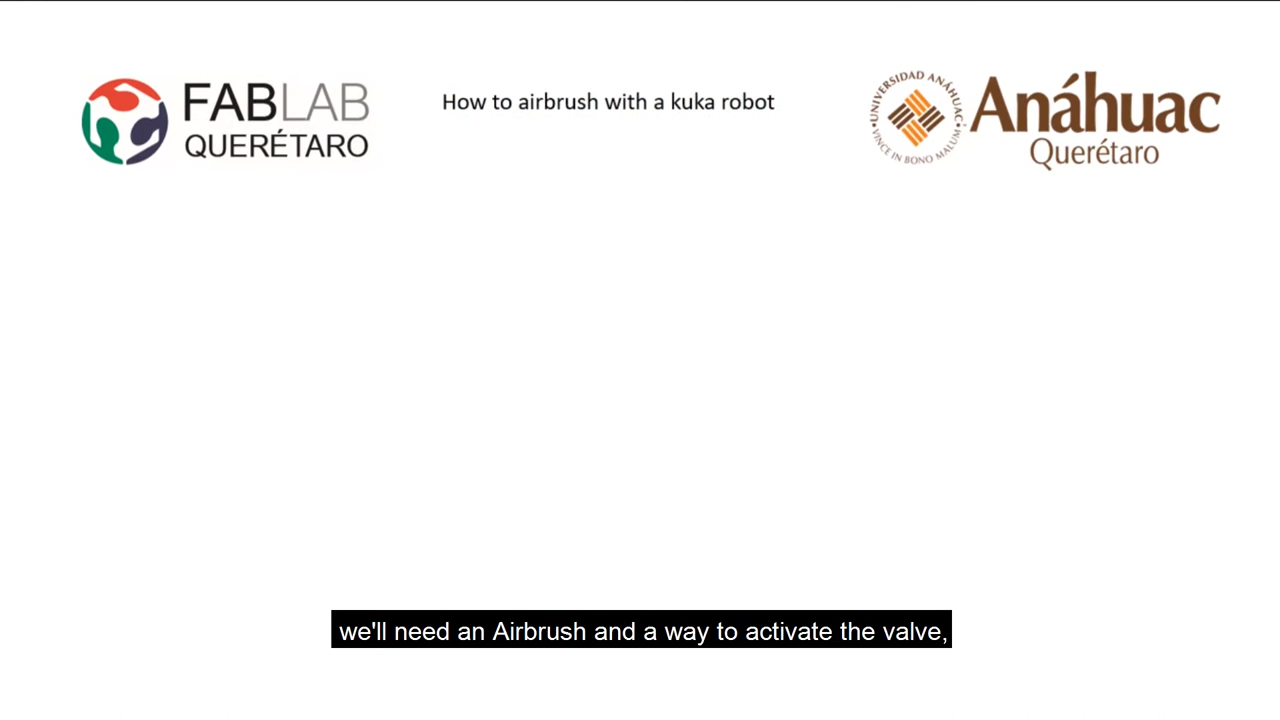 FABLAB
QUERÉTARO
How to airbrush with a kuka robot
UNIVERSIDAD ANÁHUAC
VINCE IN BONO MALUM
Anáhuac
Querétaro
we'll need an Airbrush and a way to activate the valve,